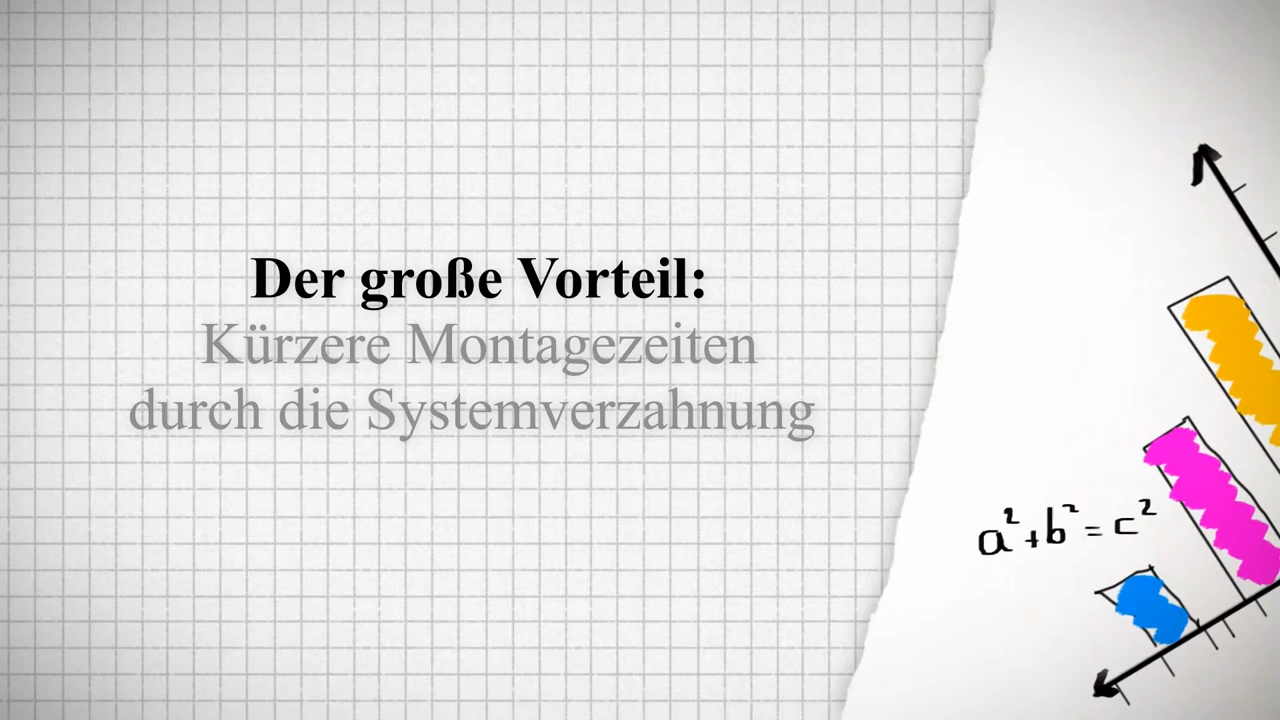 Der große Vorteil:
Kürzere Montagezeiten
durch die Systemverzahnung
a²+b²=c²